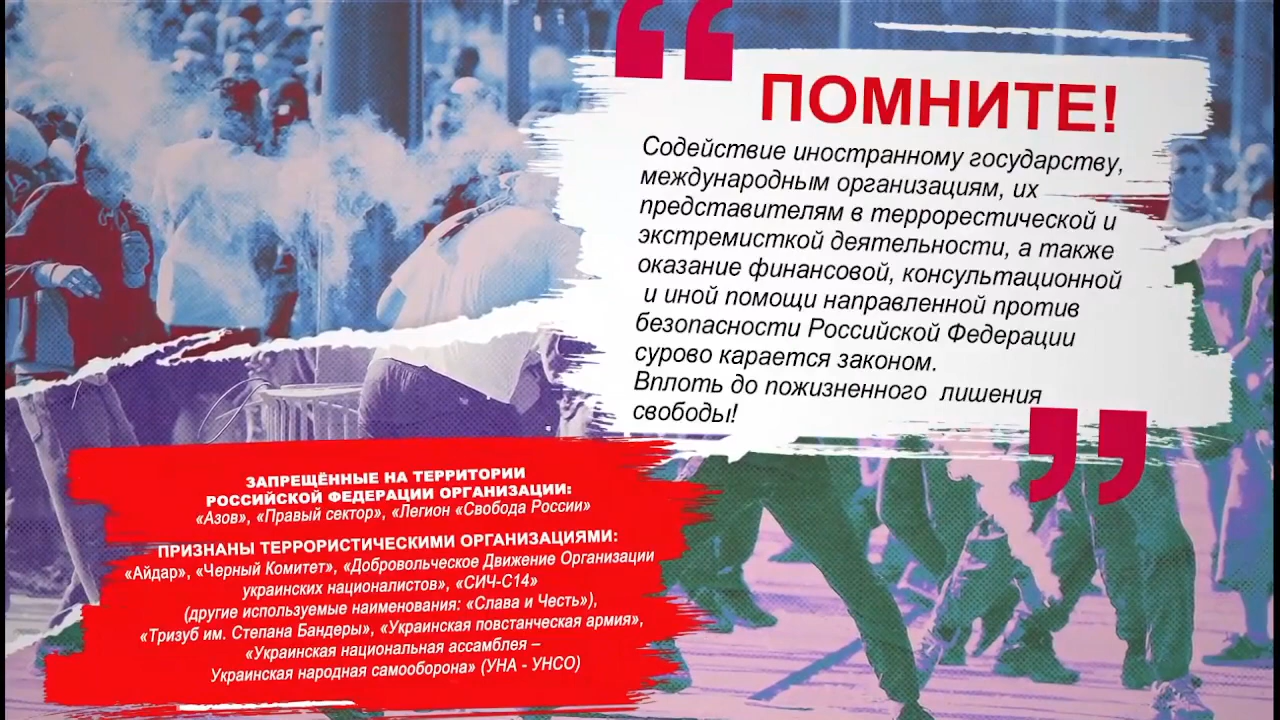 ПОМНИТЕ!
Содействие иностранному государству,
международным организациям, их
представителям в террорестической и
экстремисткой деятельности, а также
оказание финансовой, консультационной
и иной помощи направленной против
безопасности Российской Федерации
сурово карается законом.
Вплоть до пожизненного лишения
свободы!
ЗАПРЕЩЁННЫЕ НА ТЕРРИТОРИИ
РОССИЙСКОЙ ФЕДЕРАЦИИ ОРГАНИЗАЦИИ:
«Азов», «Правый сектор», «Легион «Свобода России»
ПРИЗНАНЫ ТЕРРОРИСТИЧЕСКИМИ ОРГАНИЗАЦИЯМИ:
«Айдар», «Черный Комитет», «Добровольческое Движение Организации
украинских националистов», «СИЧ-С14»
(другие используемые наименования: «Слава и Честь»),
«Тризуб им. Степана Бандеры», «Украинская повстанческая армия»,
«Украинская национальная ассамблея –
Украинская народная самооборона» (УНА - УНСО)